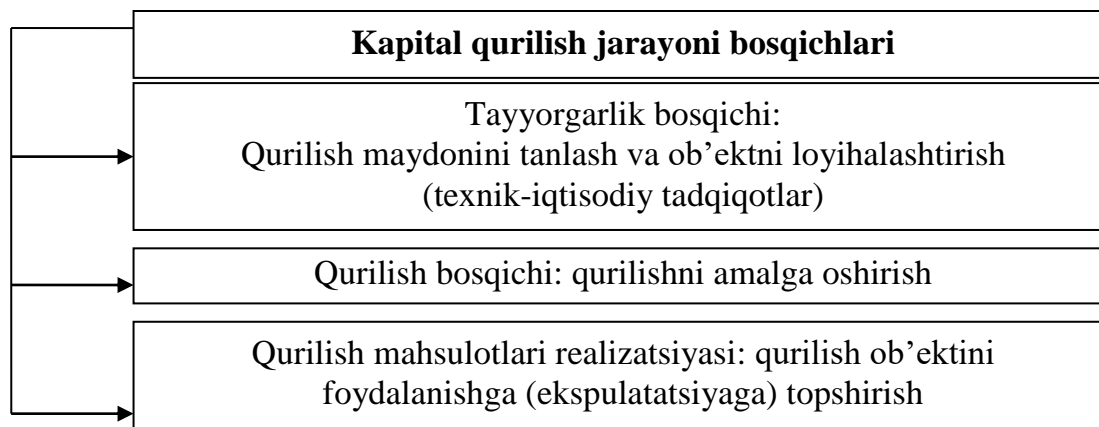 Kapital qurilish jarayoni bosqichlari
Tayyorgarlik bosqichi:
Qurilish maydonini tanlash va ob’ektni loyihalashtirish
(texnik-iqtisodiy tadqiqotlar)
Qurilish bosqichi: qurilishni amalga oshirish
Qurilish mahsulotlari realizatsiyasi: qurilish ob’ektini
foydalanishga (ekspulatatsiyaga) topshirish